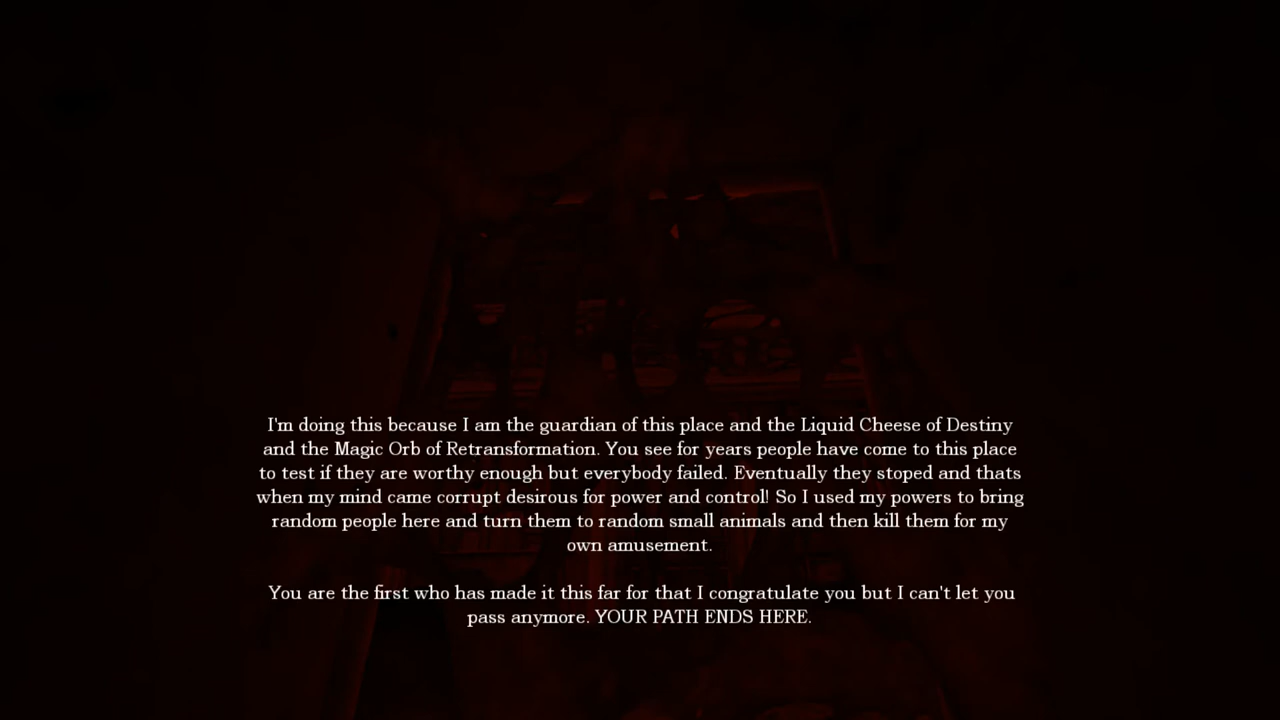 I'm doing this because I am the guardian of this place and the Liquid Cheese of Destiny
and the Magic Orb of Retransformation. You see for years people have come to this place
to test if they are worthy enough but everybody failed. Eventually they stoped and thats
when my mind came corrupt desirous for power and control! So I used my powers to bring
random people here and turn them to random small animals and then kill them for my
own amusement.
You are the first who has made it this far for that I congratulate you but I can't let you
pass anymore. YOUR PATH ENDS HERE.